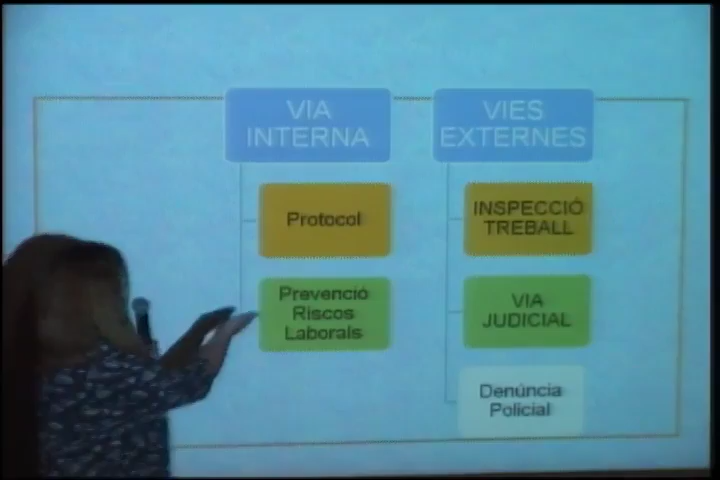 VIA
INTERNA
Protocol
Prevenció
Riscos
Laborals
VIES
EXTERNES
INSPECCIÓ
TREBALL
VIA
JUDICIAL
Denúncia
Policial